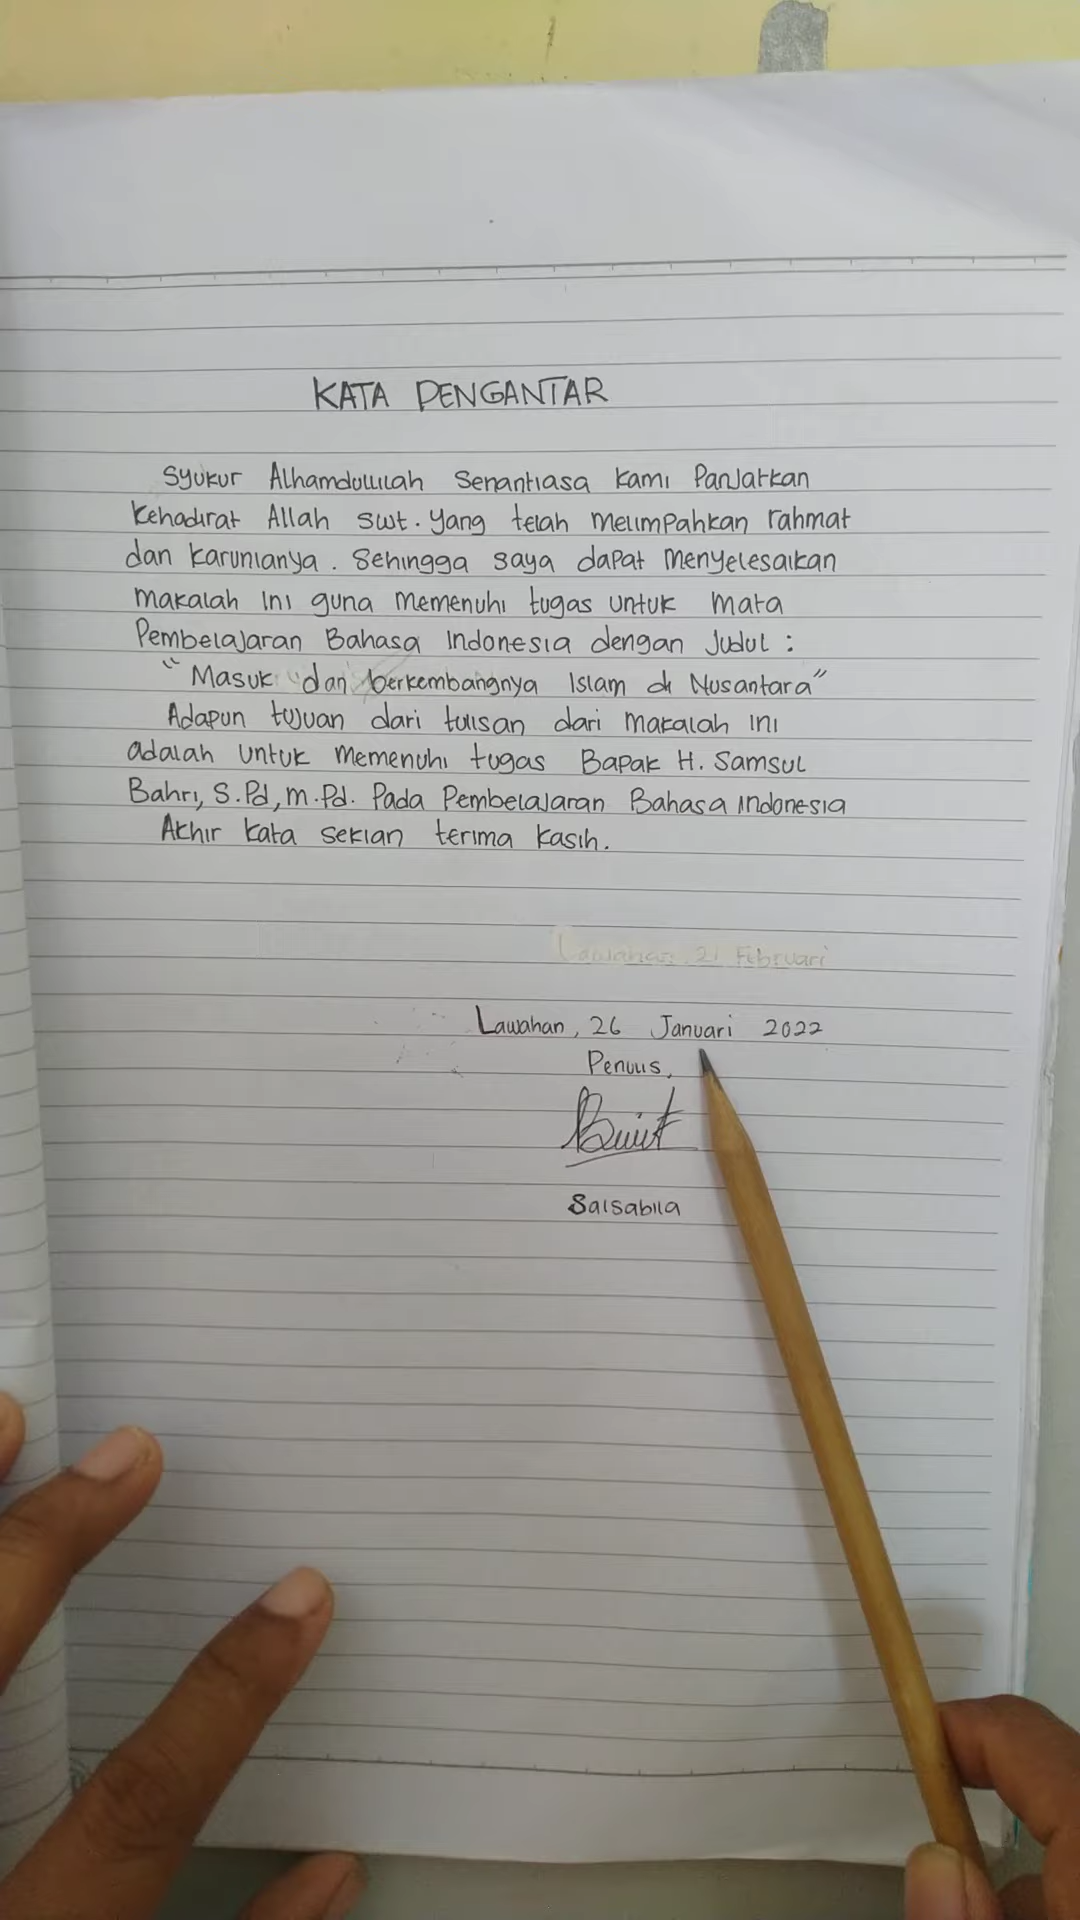 KATA PENGANTAR
Syukur Alhamdulillah Senantiasa Kami Panjatkan
Kehadirat Allah swt. yang telah melimpahkan rahmat
dan karunianya. Sehingga saya dapat menyelesaikan
makalah ini guna memenuhi tugas untuk mata
Pembelajaran Bahasa Indonesia dengan Judul :
"Masuk dan berkembangnya Islam di Nusantara"
Adapun tujuan dari tulisan dari makalah ini
adalah untuk memenuhi tugas Bapak H. Samsul
Bahri, S.Pd, m.Pd. Pada Pembelajaran Bahasa Indonesia
Akhir kata sekian terima kasih.
Lawahan, 21 Februari
Lawahan, 26 Januari 2022
Penulis,
Salsabila